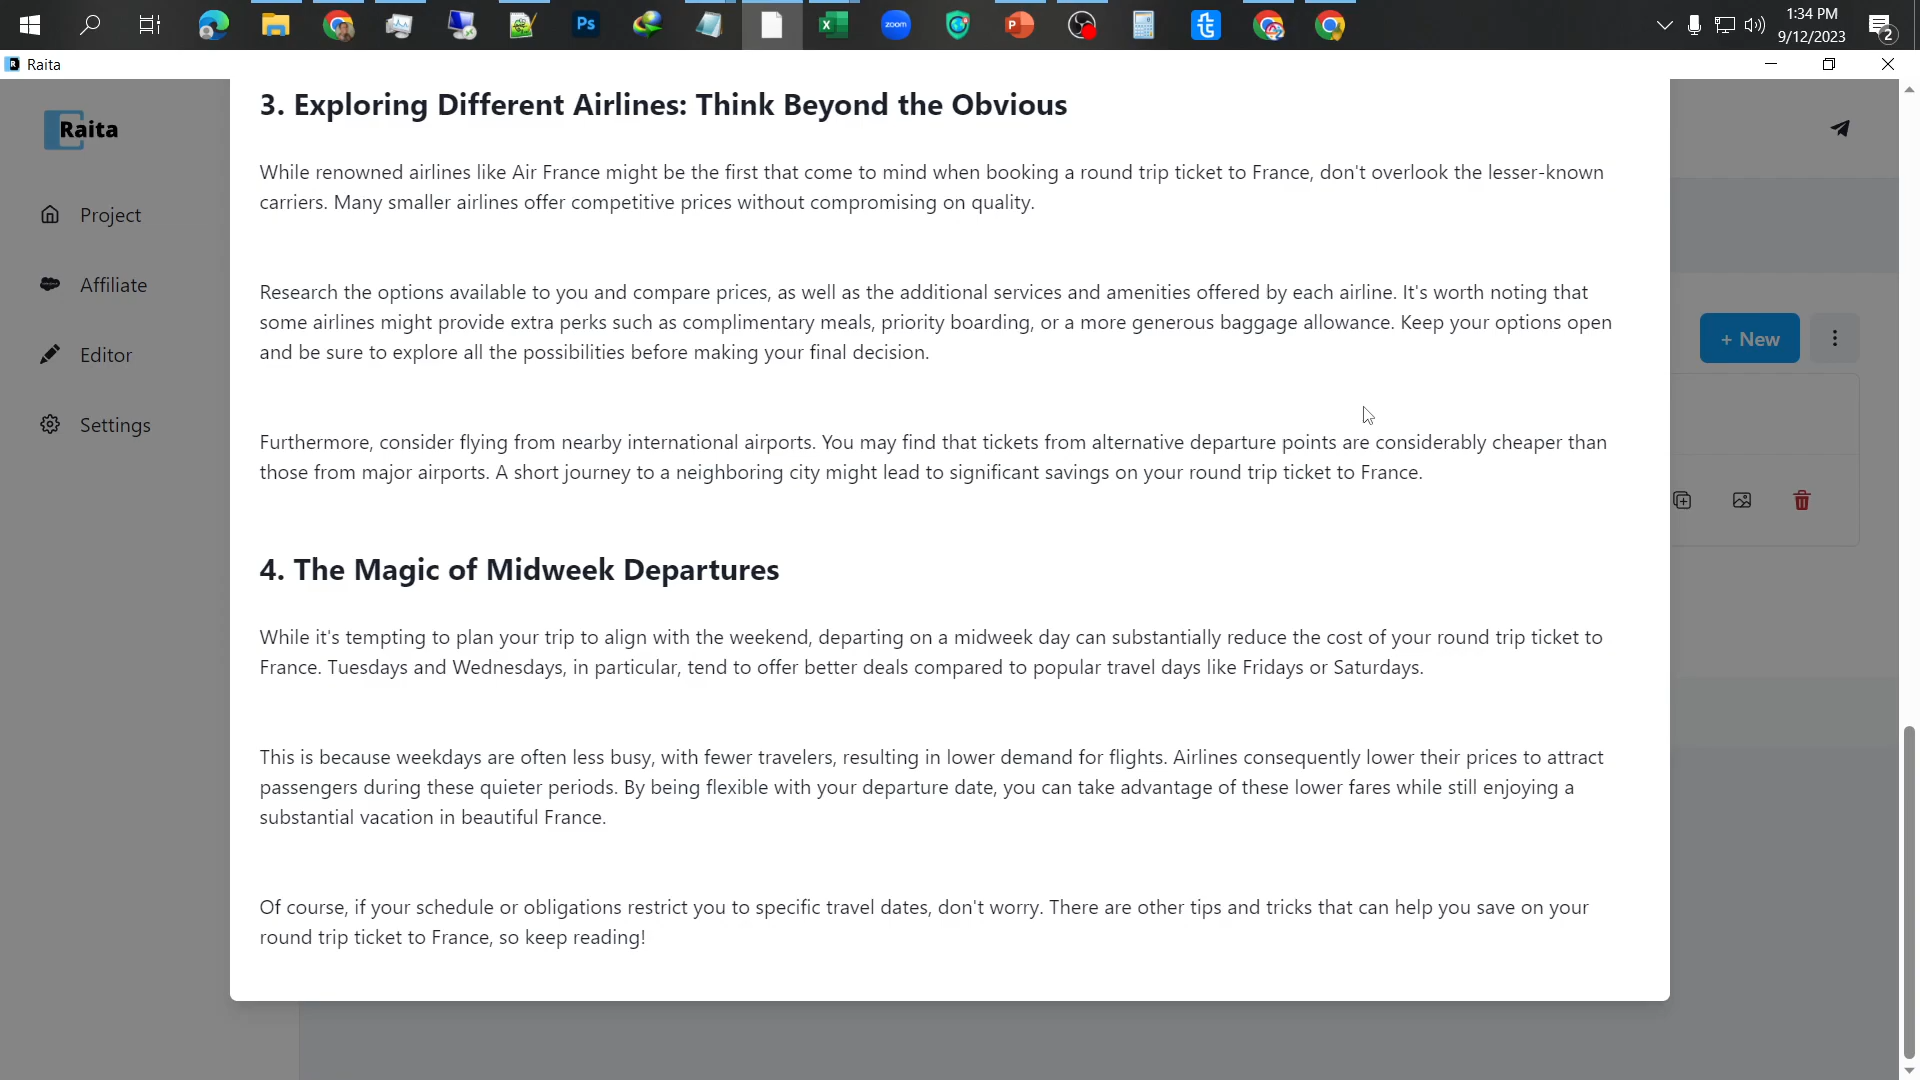 1:34 PM
9/12/2023
2
Ps
zoom
P
Raita
Raita
Project
Affiliate
Editor
Settings
+ New
3. Exploring Different Airlines: Think Beyond the Obvious
While renowned airlines like Air France might be the first that come to mind when booking a round trip ticket to France, don't overlook the lesser-known
carriers. Many smaller airlines offer competitive prices without compromising on quality.
Research the options available to you and compare prices, as well as the additional services and amenities offered by each airline. It's worth noting that
some airlines might provide extra perks such as complimentary meals, priority boarding, or a more generous baggage allowance. Keep your options open
and be sure to explore all the possibilities before making your final decision.
Furthermore, consider flying from nearby international airports. You may find that tickets from alternative departure points are considerably cheaper than
those from major airports. A short journey to a neighboring city might lead to significant savings on your round trip ticket to France.
4. The Magic of Midweek Departures
While it's tempting to plan your trip to align with the weekend, departing on a midweek day can substantially reduce the cost of your round trip ticket to
France. Tuesdays and Wednesdays, in particular, tend to offer better deals compared to popular travel days like Fridays or Saturdays.
This is because weekdays are often less busy, with fewer travelers, resulting in lower demand for flights. Airlines consequently lower their prices to attract
passengers during these quieter periods. By being flexible with your departure date, you can take advantage of these lower fares while still enjoying a
substantial vacation in beautiful France.
Of course, if your schedule or obligations restrict you to specific travel dates, don't worry. There are other tips and tricks that can help you save on your
round trip ticket to France, so keep reading!